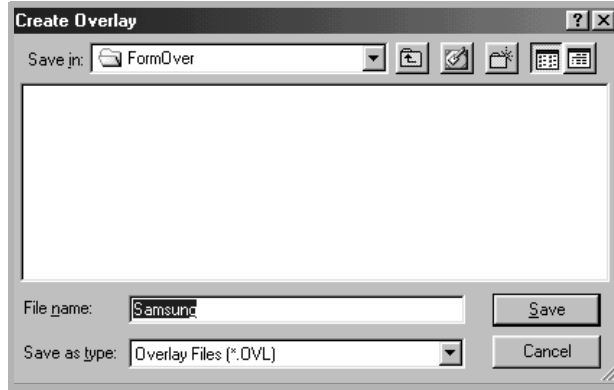 Create Overlay
Save in: FormOver
File name: Samsung
Save
Save as type: Overlay Files (*.OVL)
Cancel